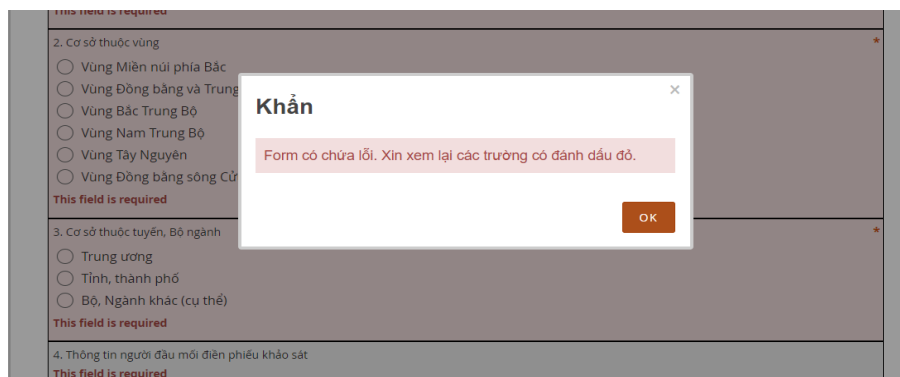 This field is required
2. Cơ sở thuộc vùng *
Vùng Miền núi phía Bắc
Vùng Đồng bằng và Trung
Vùng Bắc Trung Bộ
Vùng Nam Trung Bộ
Vùng Tây Nguyên
Vùng Đồng bằng sông Cử
This field is required
×
Khẩn
Form có chứa lỗi. Xin xem lại các trường có đánh dấu đỏ.
OK
3. Cơ sở thuộc tuyến, Bộ ngành *
Trung ương
Tỉnh, thành phố
Bộ, Ngành khác (cụ thể)
This field is required
4. Thông tin người đầu mối điền phiếu khảo sát
This field is required